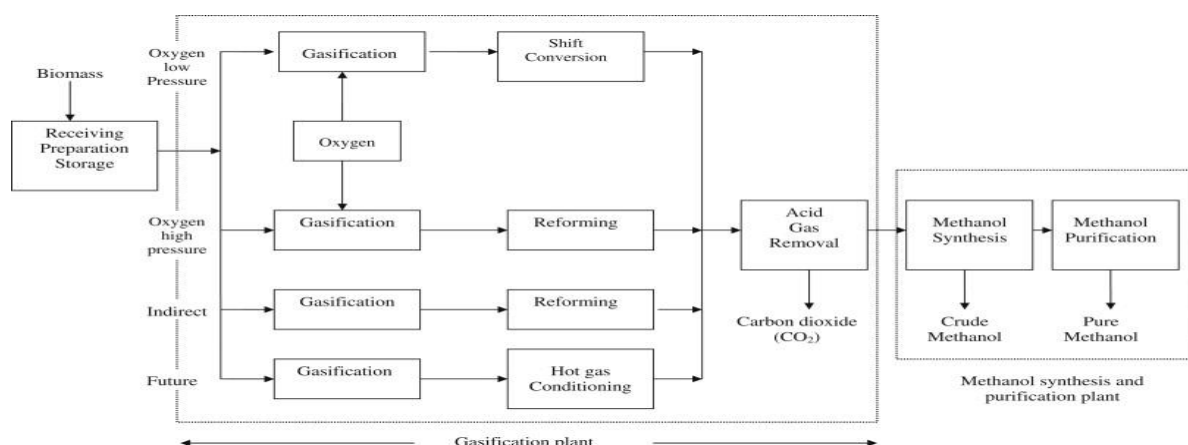 Biomass
Receiving
Preparation
Storage
Oxygen
low
Pressure
Gasification
Shift
Conversion
Oxygen
Oxygen
high
pressure
Gasification
Reforming
Indirect
Gasification
Reforming
Future
Gasification
Hot gas
Conditioning
Acid
Gas
Removal
Carbon dioxide
(CO₂)
Methanol
Synthesis
Methanol
Purification
Crude
Methanol
Pure
Methanol
Methanol synthesis and
purification plant
Gasification plant